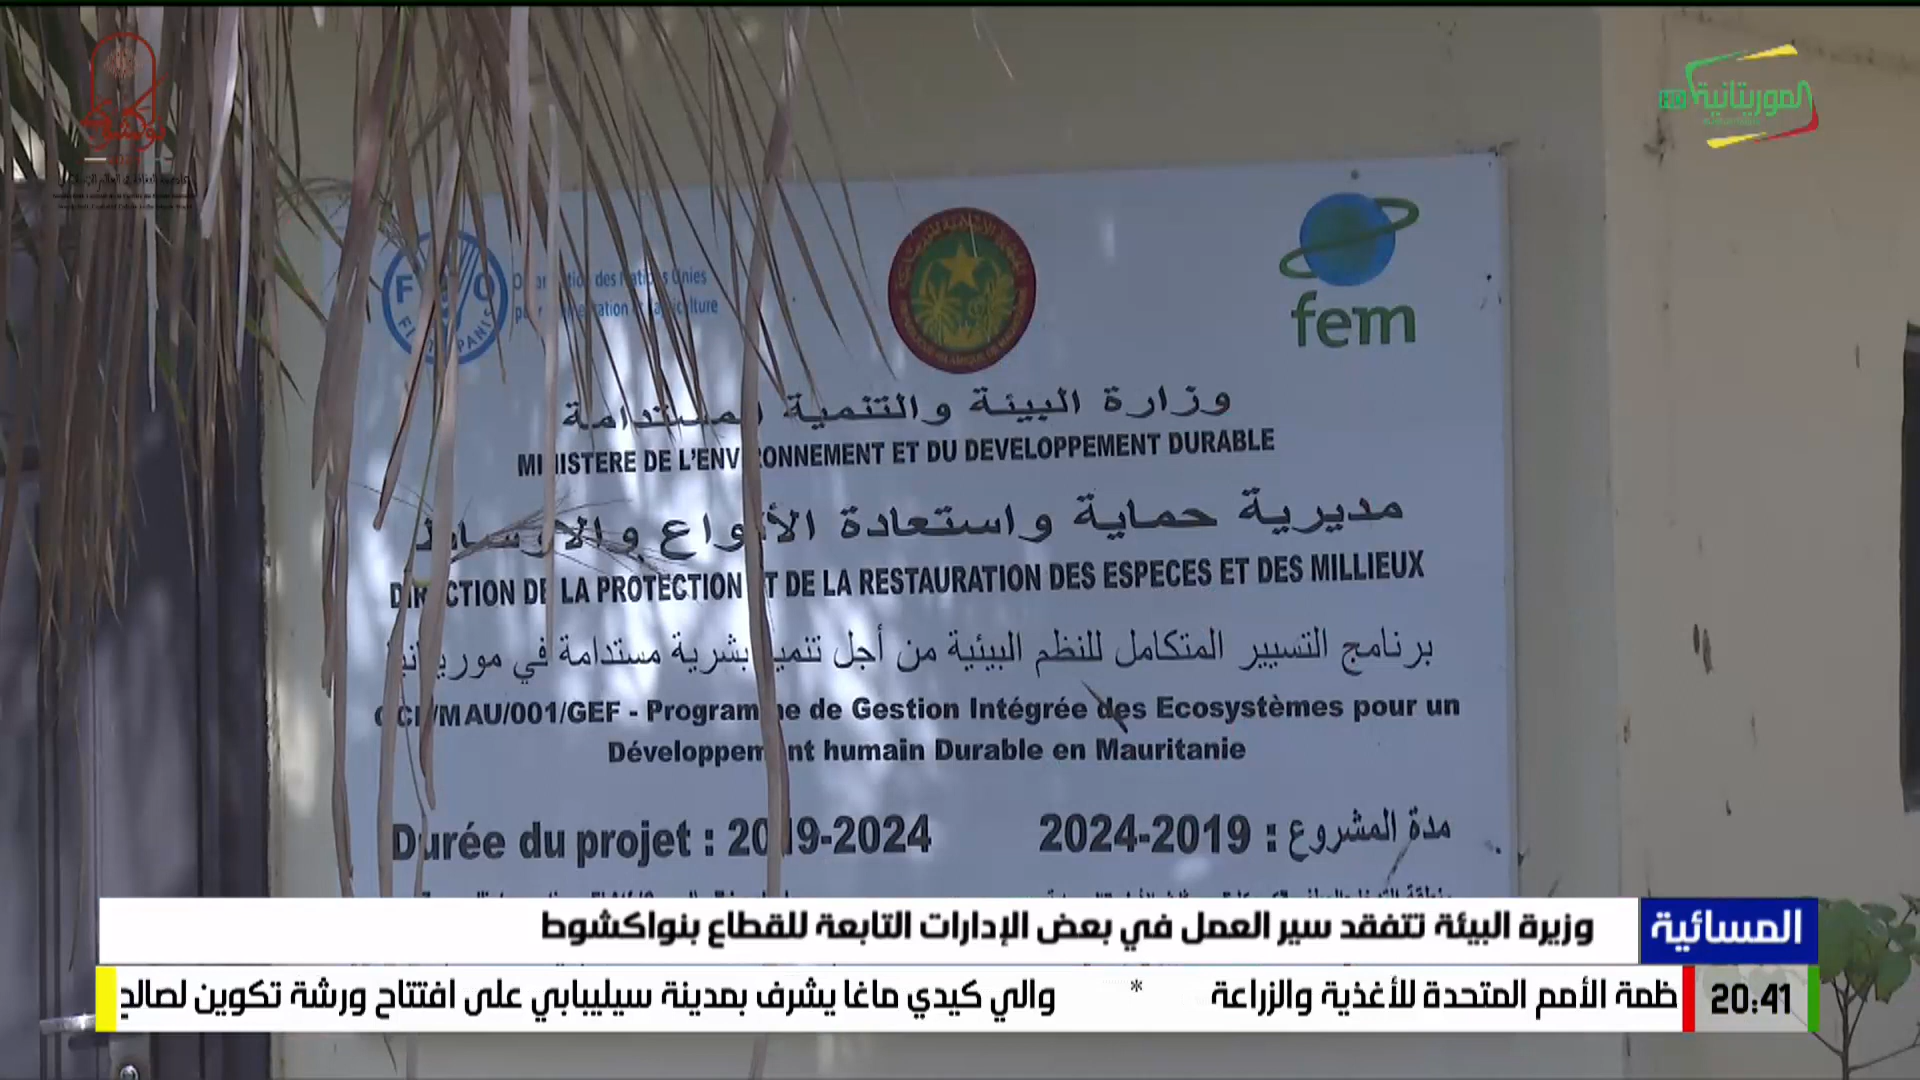 الموريتانية
HD
نواكشوط
FAO
FIAT PANIS
Organisation des Nations Unies
pour l'alimentation et l'agriculture
fem
وزارة البيئة والتنمية المستدامة
MINISTERE DE L'ENVIRONNEMENT ET DU DEVELOPPEMENT DURABLE
مديرية حماية واستعادة الأنواع والأوساط
DIRECTION DE LA PROTECTION ET DE LA RESTAURATION DES ESPECES ET DES MILLIEUX
برنامج التسيير المتكامل للنظم البيئية من أجل تنمية بشرية مستدامة في موريتانيا
GCP/MAU/001/GEF - Programme de Gestion Intégrée des Ecosystèmes pour un
Développement humain Durable en Mauritanie
Durée du projet : 2019-2024
مدة المشروع : 2019-2024
المسائية
وزيرة البيئة تتفقد سير العمل في بعض الإدارات التابعة للقطاع بنواكشوط
20:41
ظمة الأمم المتحدة للأغذية والزراعة * والي كيدي ماغا يشرف بمدينة سيليبابي على افتتاح ورشة تكوين لصالح